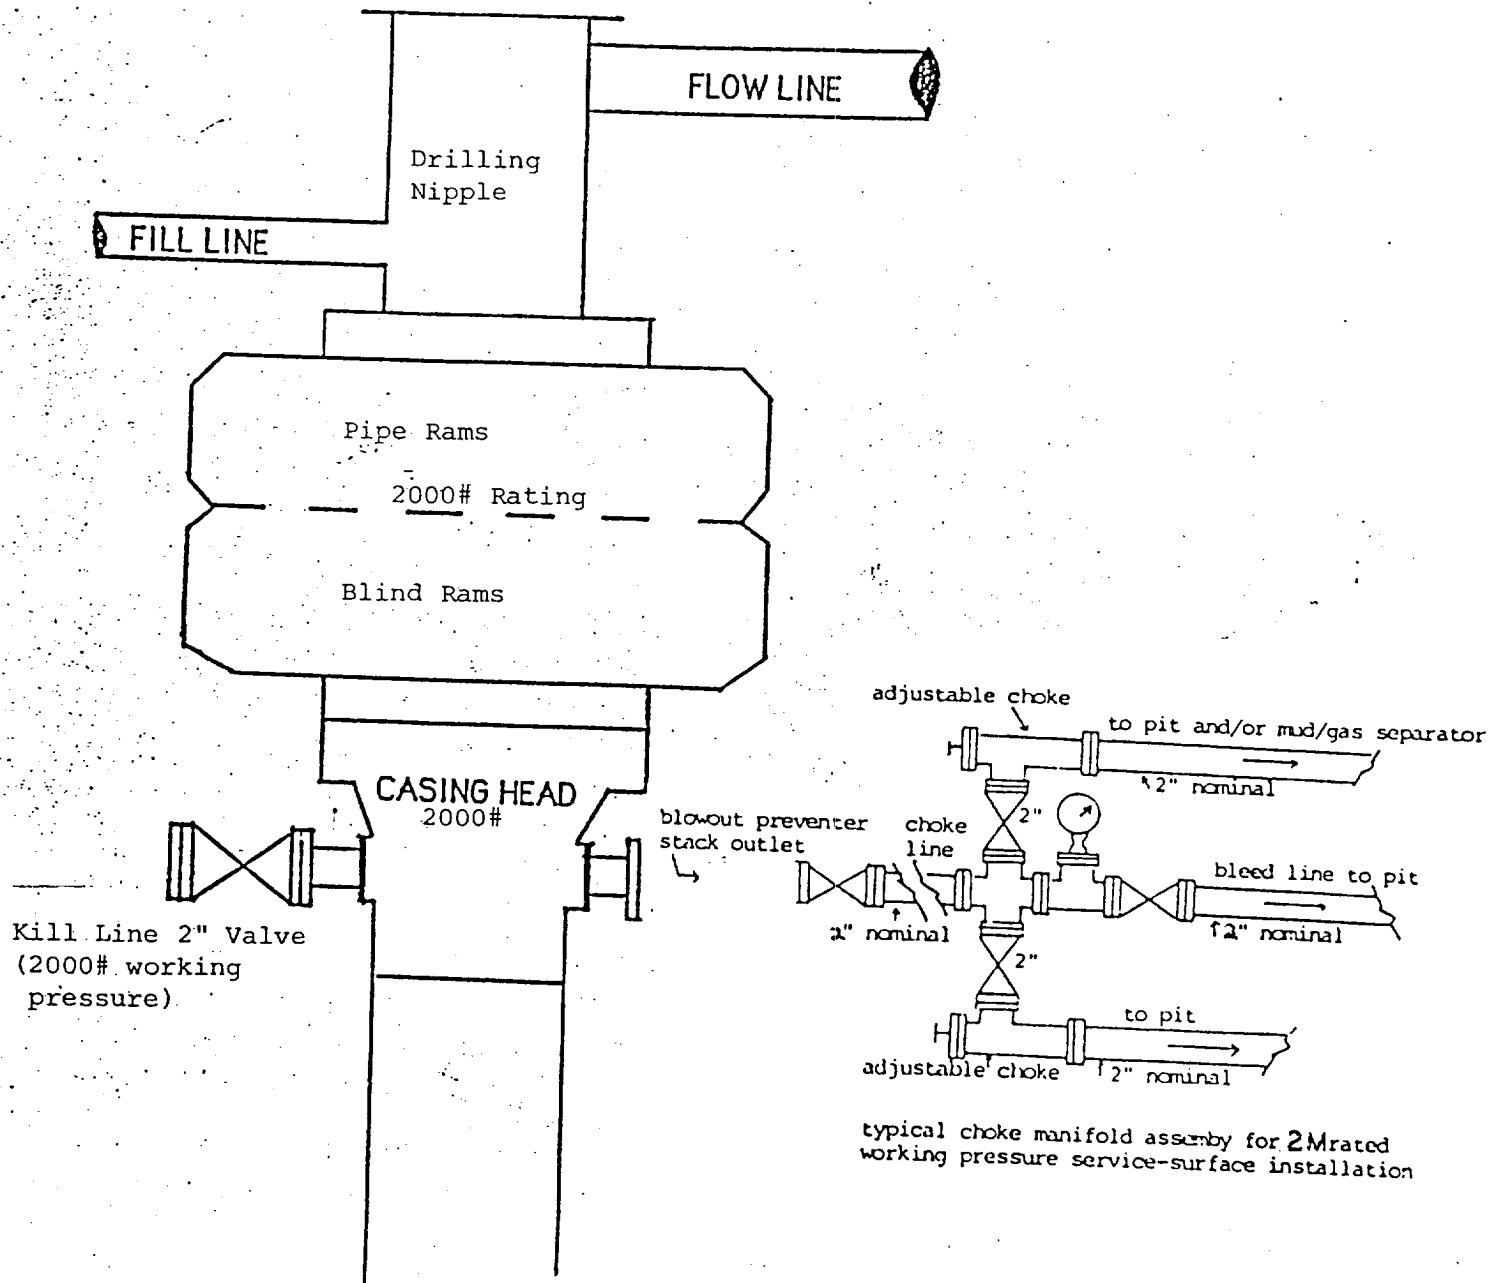 FLOW LINE
Drilling
Nipple
FILL LINE
Pipe Rams
2000# Rating
Blind Rams
CASING HEAD
2000#
Kill Line 2" Valve
(2000# working
pressure)
blowout preventer
stack outlet
choke
line
2" nominal
adjustable choke
to pit and/or mud/gas separator
2" nominal
2"
bleed line to pit
2" nominal
2"
to pit
adjustable choke
2" nominal
typical choke manifold assemby for 2M rated
working pressure service-surface installation